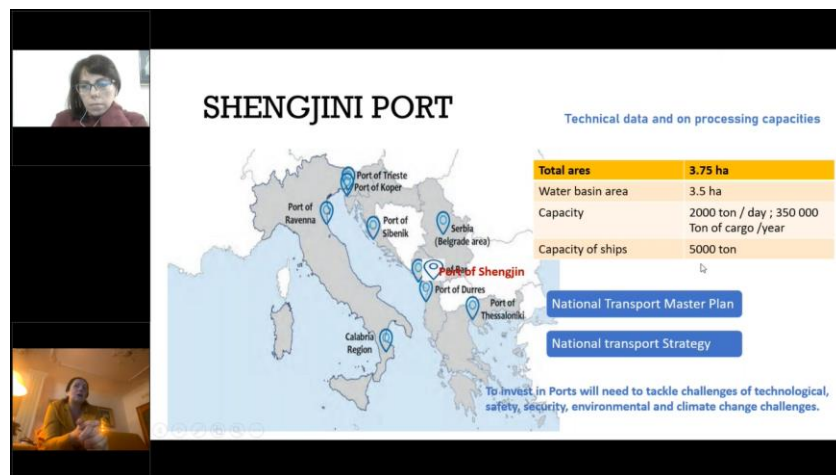 SHENGJINI PORT
Technical data and on processing capacities
Total ares 3.75 ha
Water basin area 3.5 ha
Capacity 2000 ton / day ; 350 000
Ton of cargo /year
Capacity of ships 5000 ton
Port of Trieste
Port of Koper
Port of
Ravenna
Port of
Sibenik
Serbia
(Belgrade area)
Port of Shengjin
Port of Durres
Port of
Thessaloniki
Calabria
Region
National Transport Master Plan
National transport Strategy
To invest in Ports will need to tackle challenges of technological,
safety, security, environmental and climate change challenges.